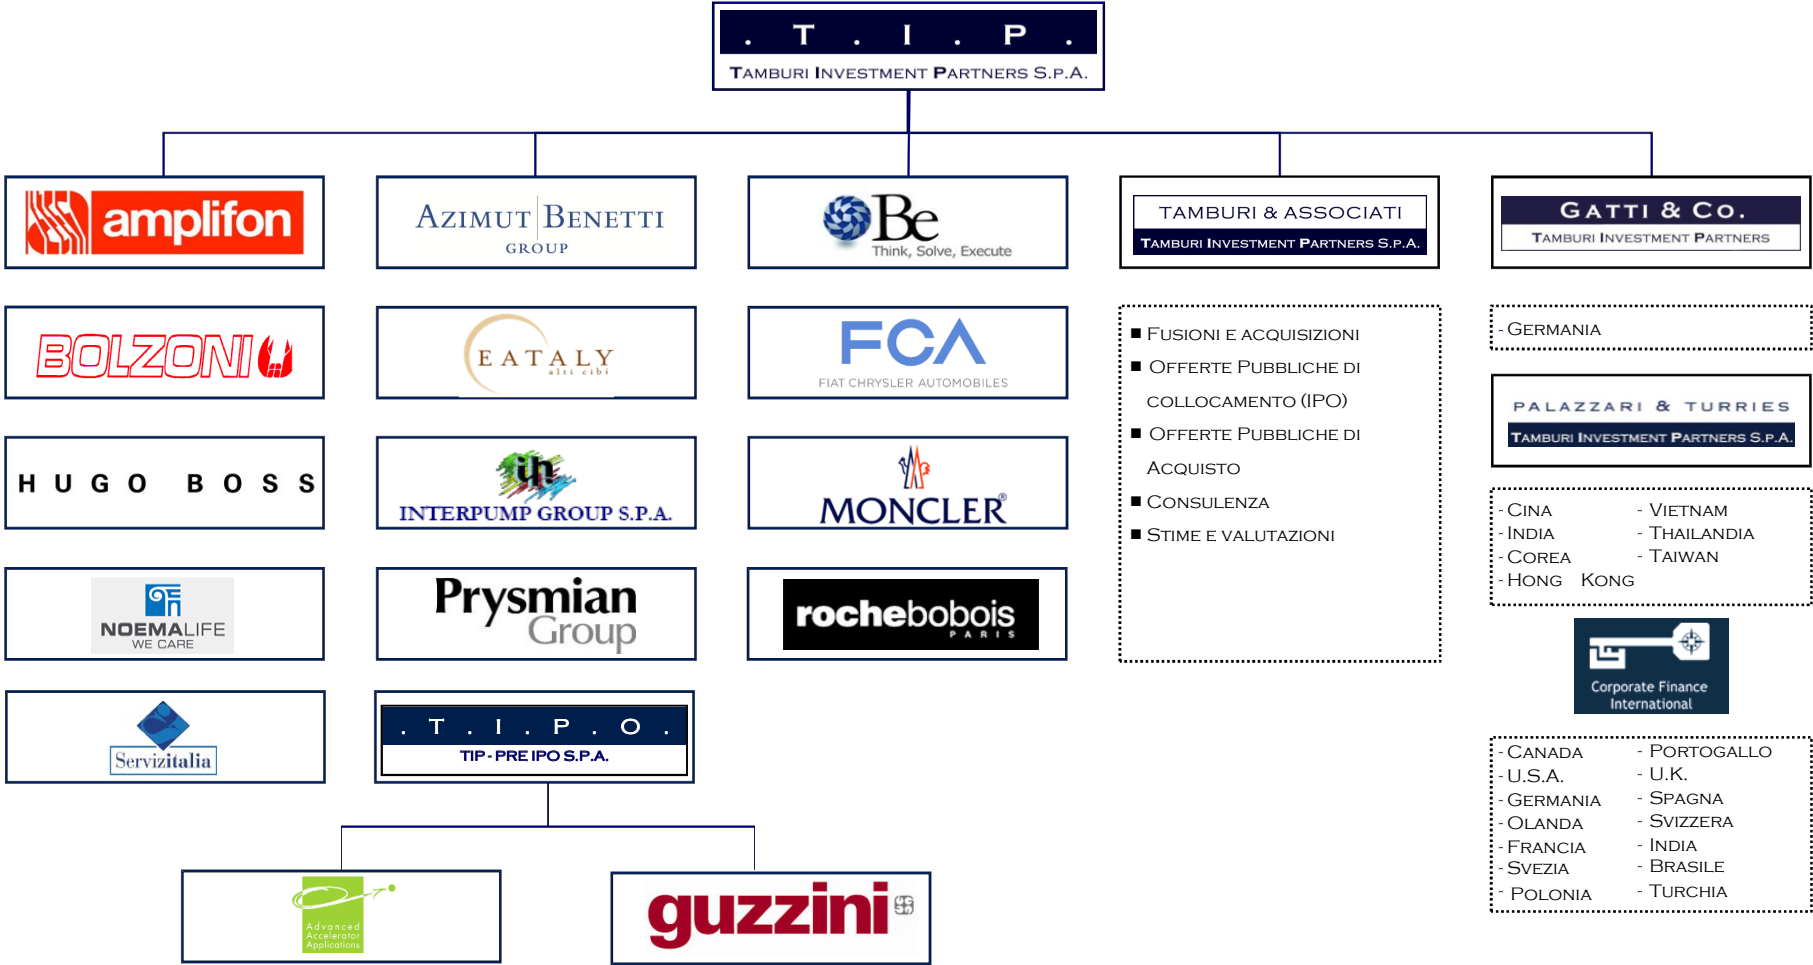 . T . I . P .
TAMBURI INVESTMENT PARTNERS S.P.A.
amplifon
AZIMUT BENETTI
GROUP
Be
Think, Solve, Execute
TAMBURI & ASSOCIATI
TAMBURI INVESTMENT PARTNERS S.P.A.
GATTI & CO.
TAMBURI INVESTMENT PARTNERS
BOLZONI
EATALY
alti cibi
FCA
FIAT CHRYSLER AUTOMOBILES
HUGO BOSS
ih
INTERPUMP GROUP S.P.A.
MONCLER®
NOEMALIFE
WE CARE
Prysmian
Group
rochebobois
PARIS
Servizitalia
. T . I . P . O .
TIP - PRE IPO S.P.A.
Advanced
Accelerator
Applications
guzzini
■ FUSIONI E ACQUISIZIONI
■ OFFERTE PUBBLICHE DI
COLLOCAMENTO (IPO)
■ OFFERTE PUBBLICHE DI
ACQUISTO
■ CONSULENZA
■ STIME E VALUTAZIONI
- GERMANIA
PALAZZARI & TURRIES
TAMBURI INVESTMENT PARTNERS S.P.A.
- CINA - VIETNAM
- INDIA - THAILANDIA
- COREA - TAIWAN
- HONG KONG
Corporate Finance
International
- CANADA - PORTOGALLO
- U.S.A. - U.K.
- GERMANIA - SPAGNA
- OLANDA - SVIZZERA
- FRANCIA - INDIA
- SVEZIA - BRASILE
- POLONIA - TURCHIA